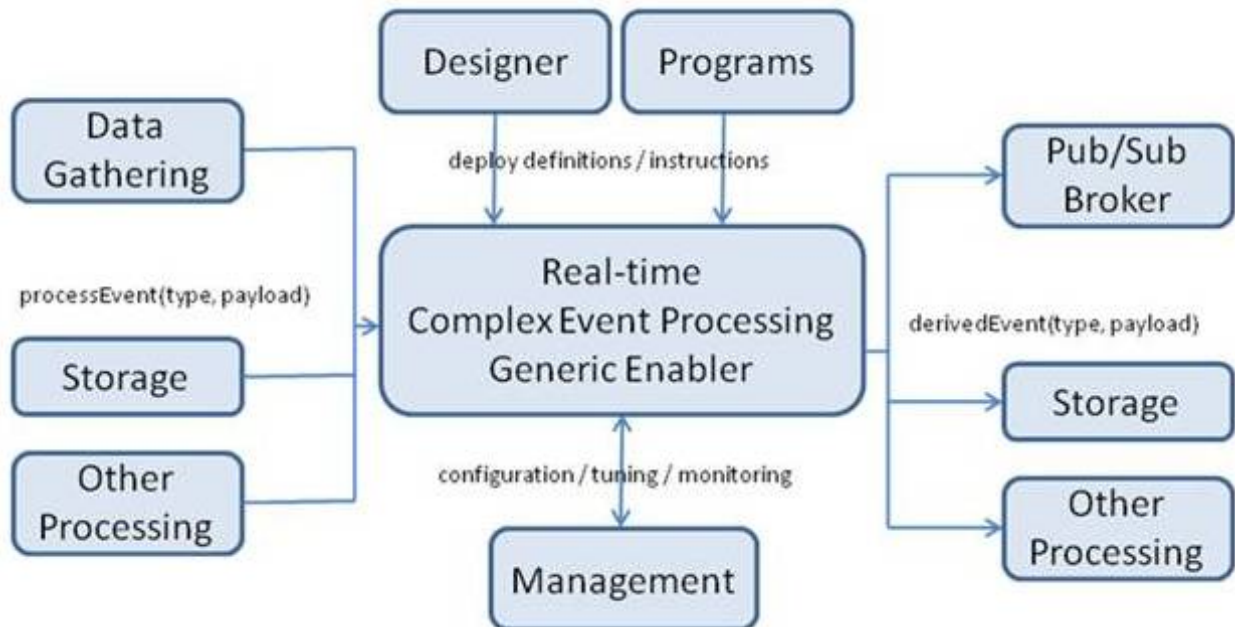 Designer
Programs
Data
Gathering
deploy definitions / instructions
Pub/Sub
Broker
Real-time
Complex Event Processing
Generic Enabler
processEvent(type, payload)
derivedEvent(type, payload)
Storage
Storage
configuration / tuning / monitoring
Other
Processing
Other
Processing
Management